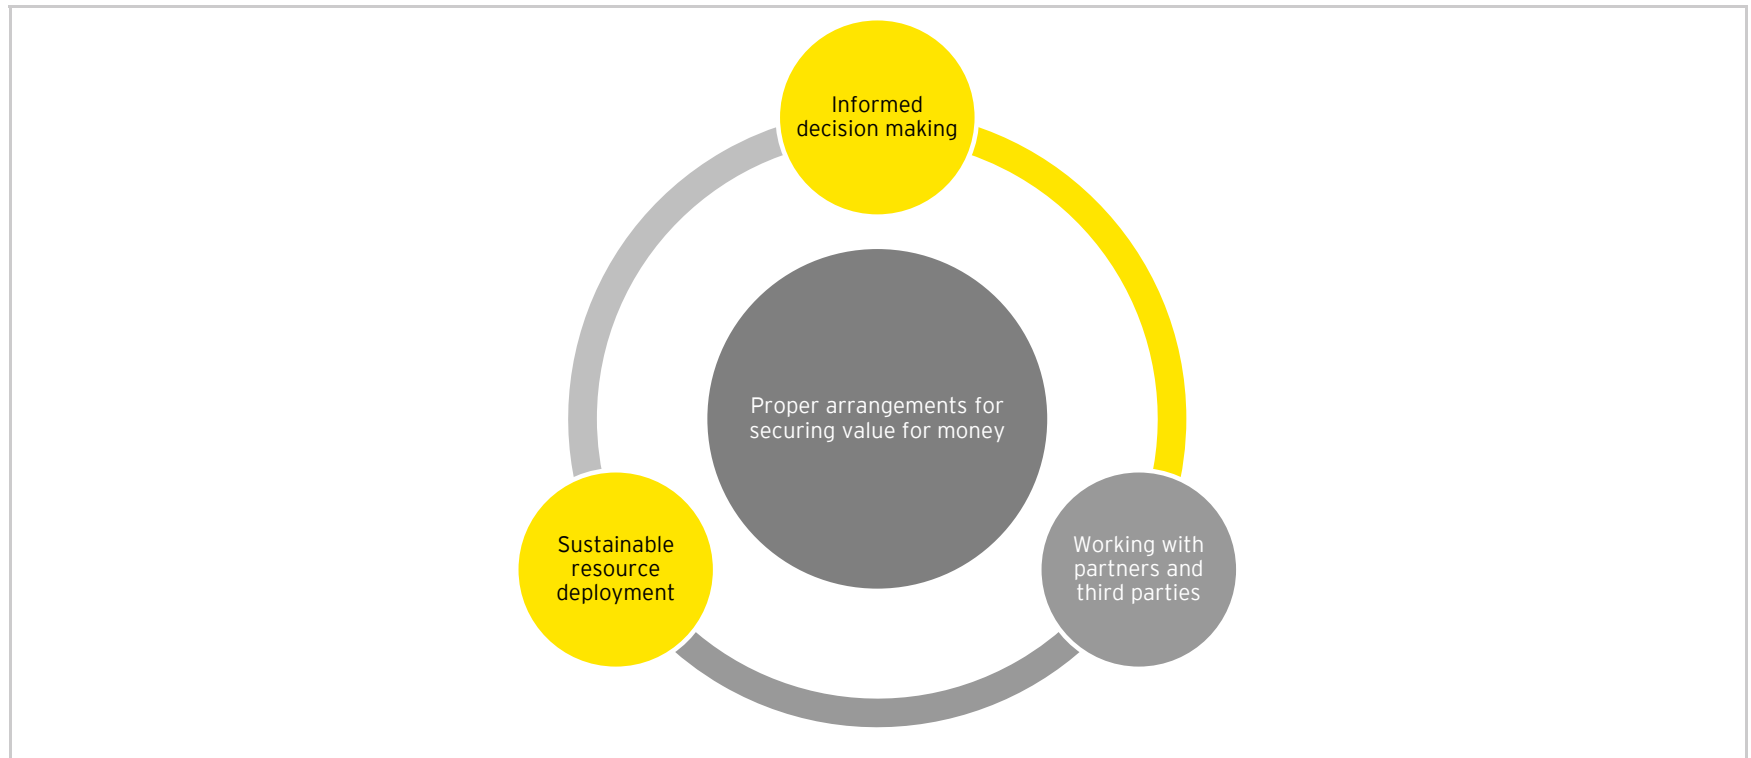 Informed
decision making
Proper arrangements for
securing value for money
Sustainable
resource
deployment
Working with
partners and
third parties